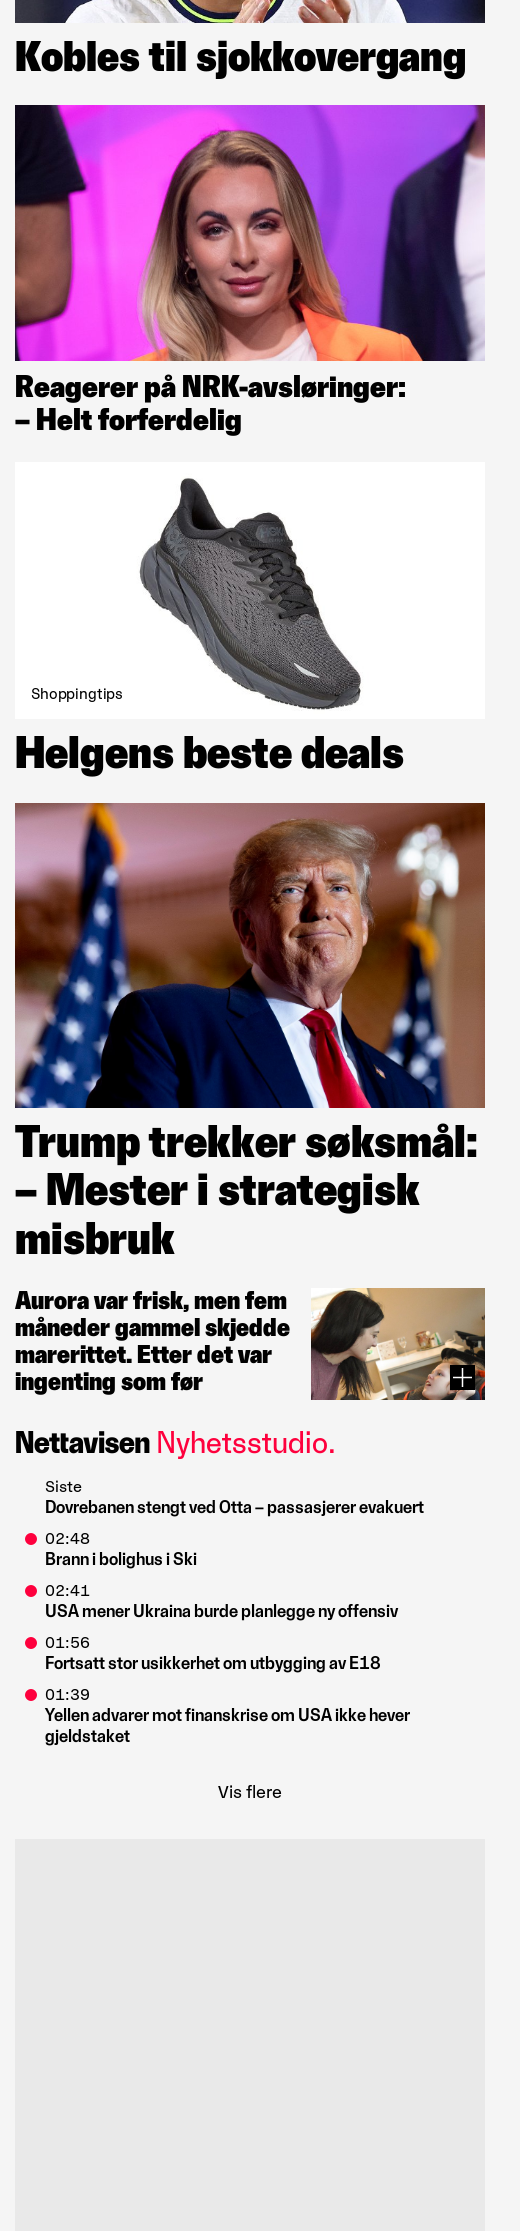 Kobles til sjokkovergang
Reagerer på NRK-avsløringer:
– Helt forferdelig
HOKA
Shoppingtips
Helgens beste deals
Trump trekker søksmål:
– Mester i strategisk
misbruk
Aurora var frisk, men fem
måneder gammel skjedde
marerittet. Etter det var
ingenting som før
Nettavisen Nyhetsstudio.
Siste
Dovrebanen stengt ved Otta – passasjerer evakuert
02:48
Brann i bolighus i Ski
02:41
USA mener Ukraina burde planlegge ny offensiv
01:56
Fortsatt stor usikkerhet om utbygging av E18
01:39
Yellen advarer mot finanskrise om USA ikke hever
gjeldstaket
Vis flere